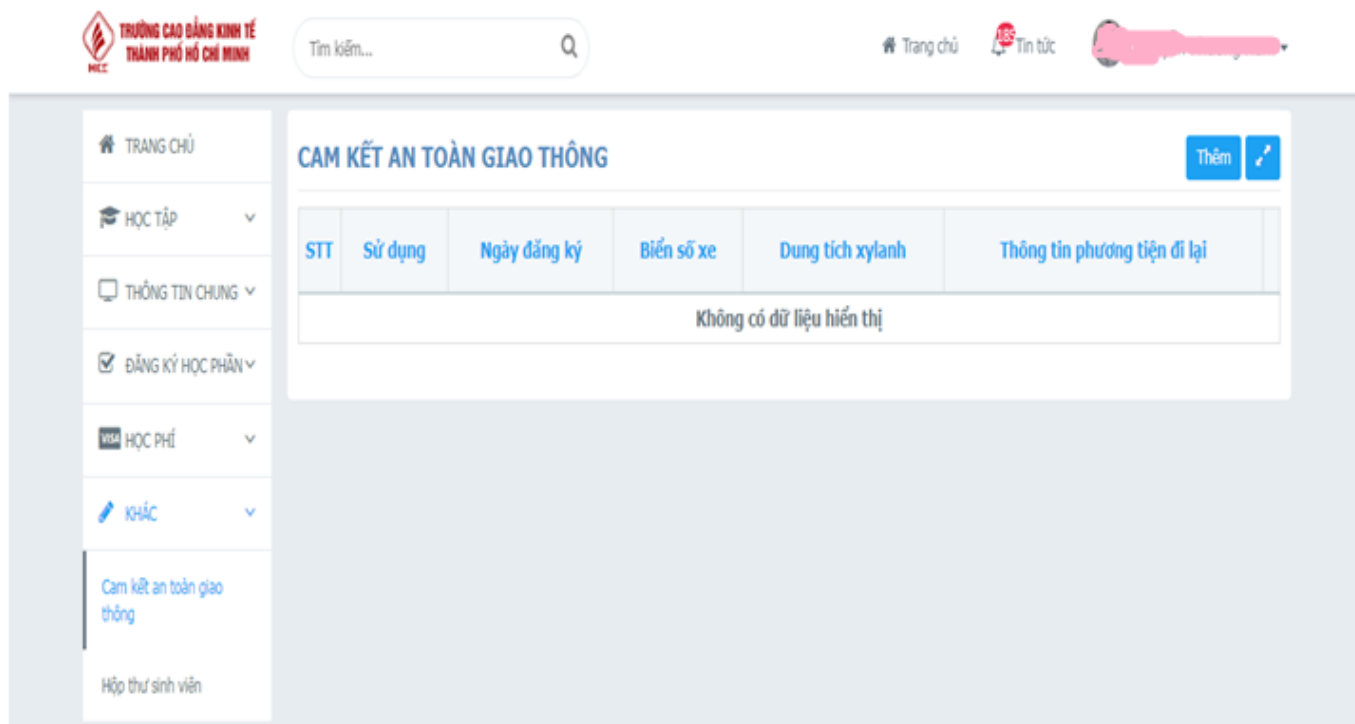 TRƯỜNG CAO ĐẲNG KINH TẾ
THÀNH PHỐ HỒ CHÍ MINH
HCE
Tìm kiếm...
Trang chủ
185
Tin tức
TRANG CHỦ
HỌC TẬP
THÔNG TIN CHUNG
ĐĂNG KÝ HỌC PHẦN
VISA HỌC PHÍ
KHÁC
Cam kết an toàn giao
thông
Hộp thư sinh viên
CAM KẾT AN TOÀN GIAO THÔNG
Thêm
STT Sử dụng Ngày đăng ký Biển số xe Dung tích xylanh Thông tin phương tiện đi lại
Không có dữ liệu hiển thị